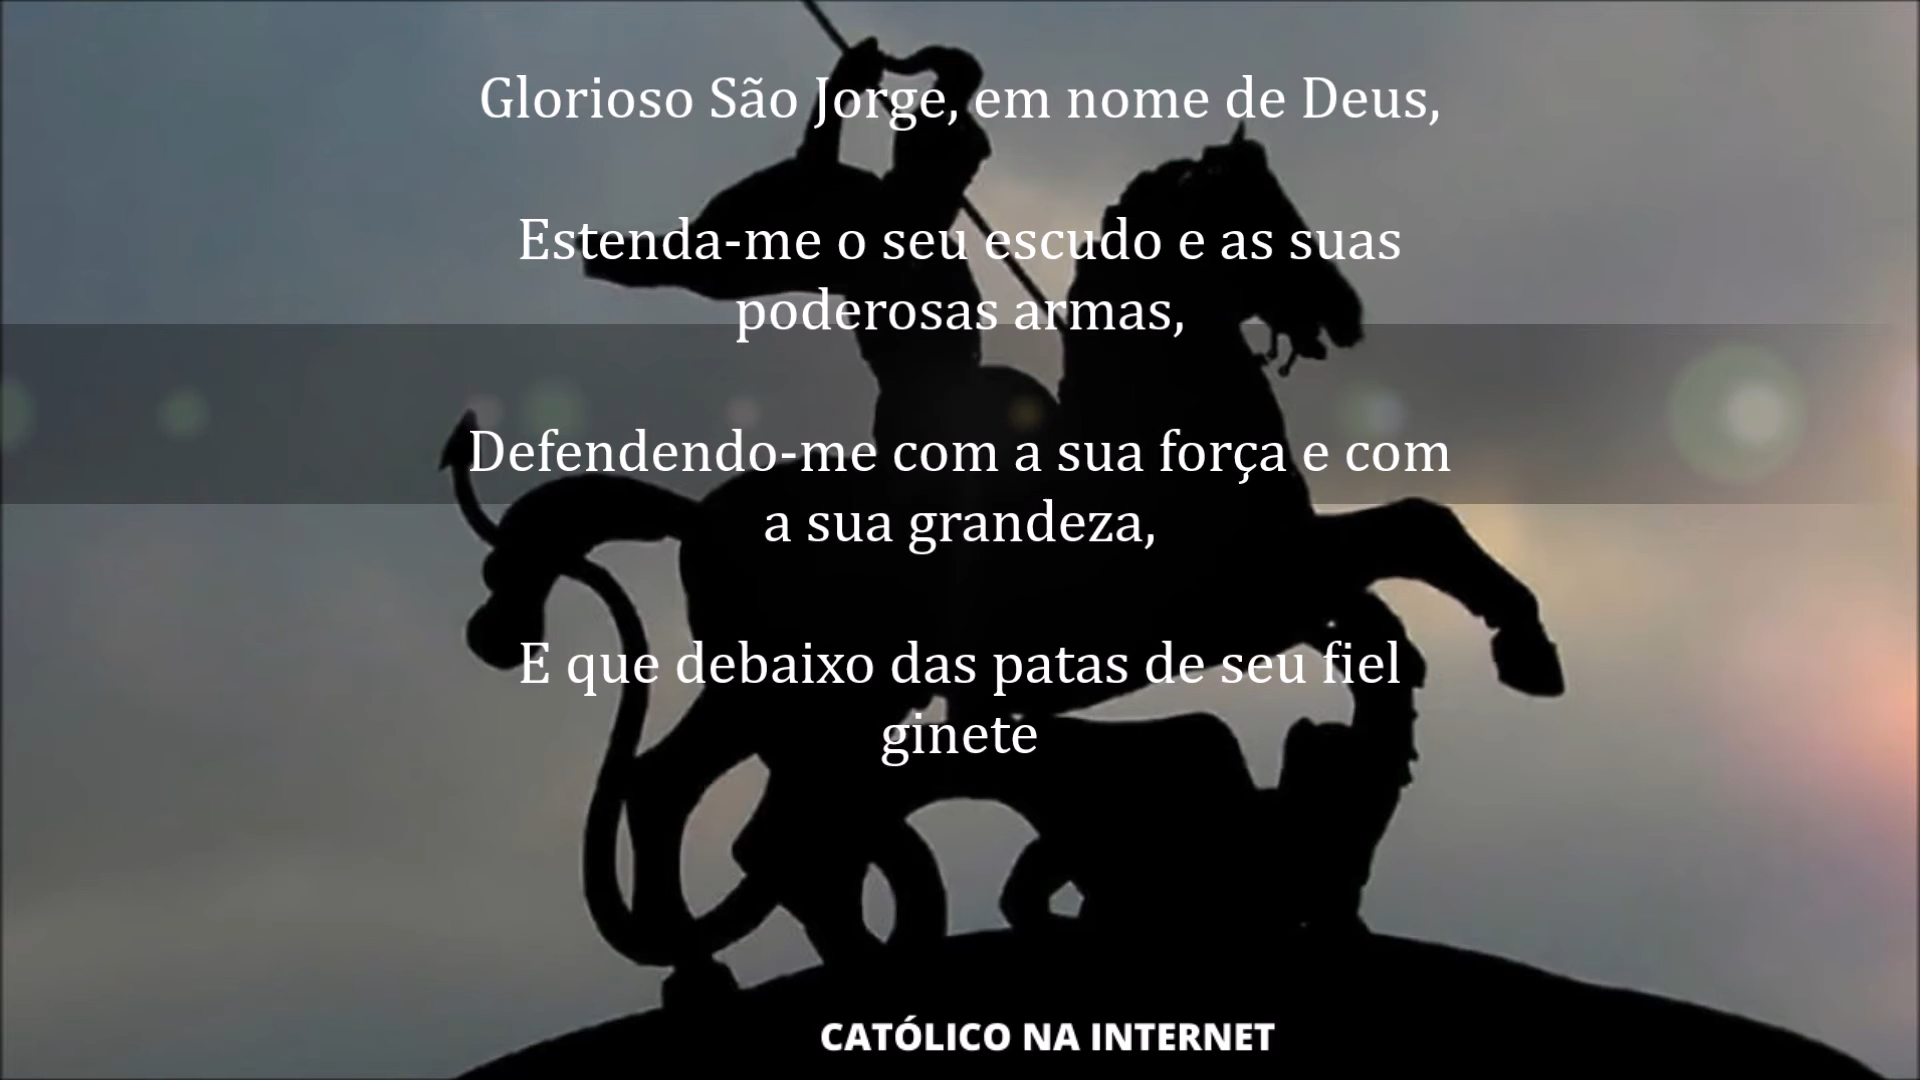 Glorioso São Jorge, em nome de Deus,
Estenda-me o seu escudo e as suas
poderosas armas,
Defendendo-me com a sua força e com
a sua grandeza,
E que debaixo das patas de seu fiel
ginete
CATÓLICO NA INTERNET